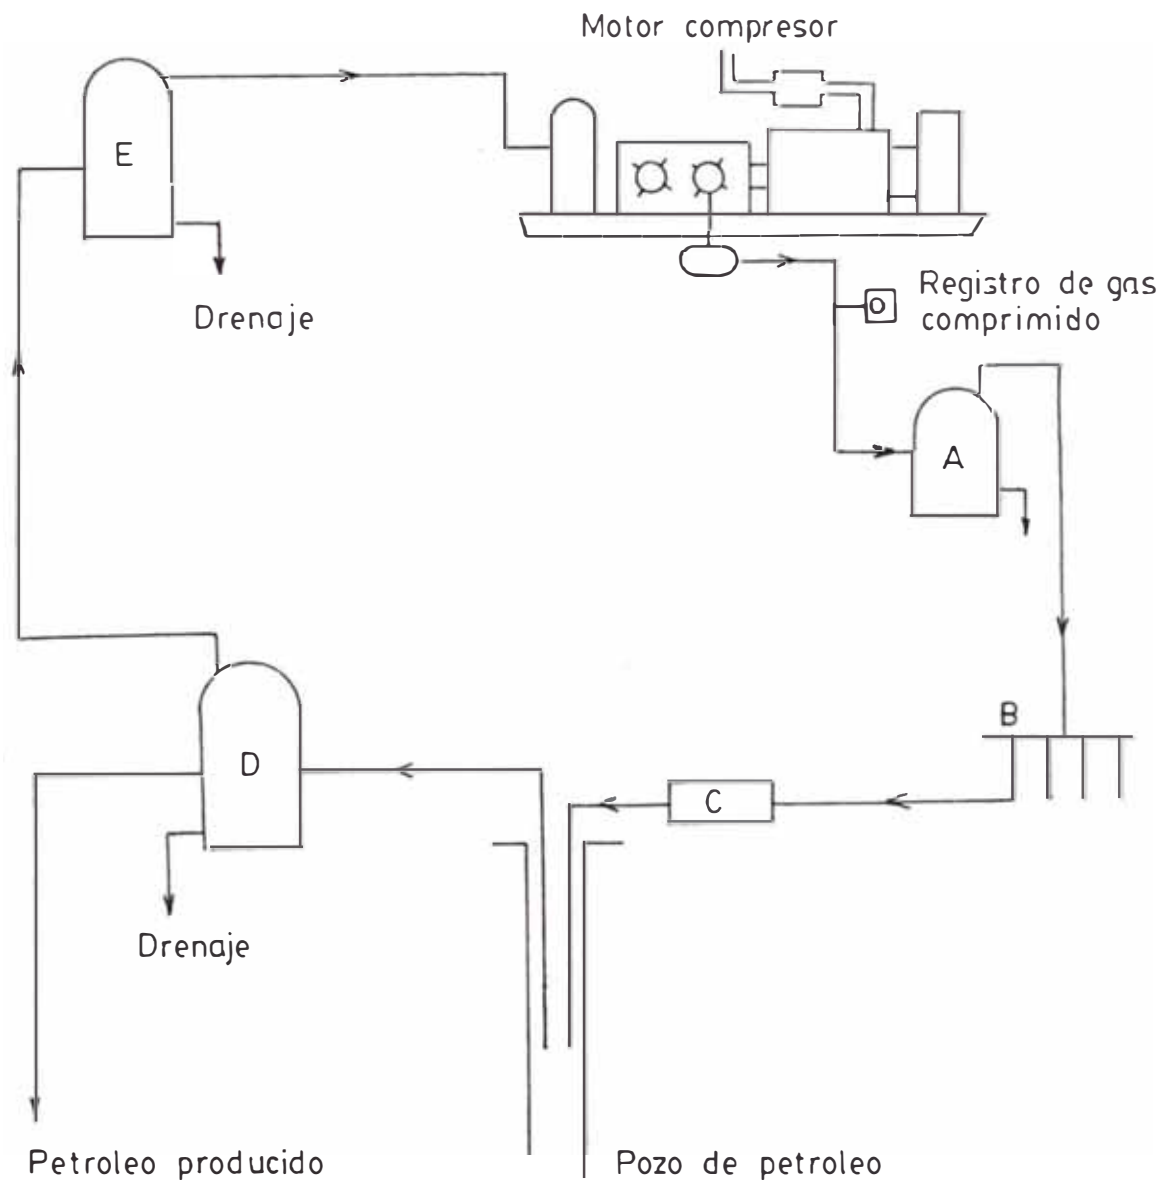 Motor compresor
E
Drenaje
Registro de gas
comprimido
A
B
D
C
Drenaje
Petroleo producido
Pozo de petroleo